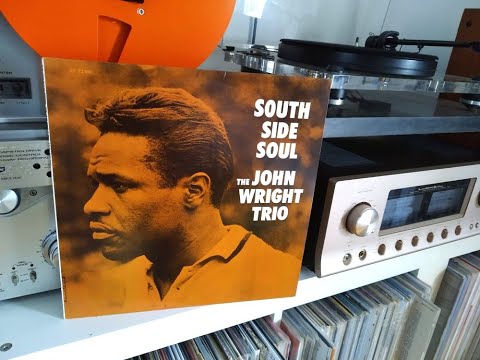 SOUTH
SIDE
SOUL
THE JOHN
WRIGHT
TRIO